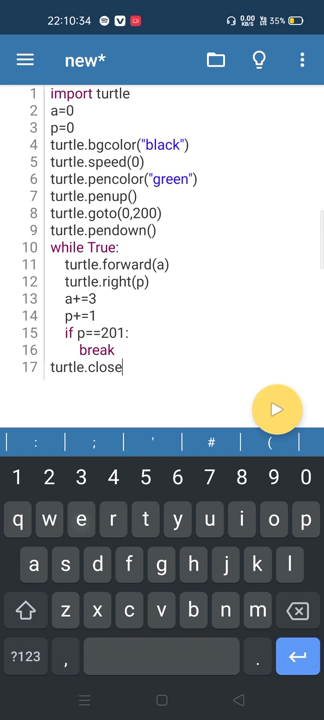 22:10:34 0.00 KB/S 35%
new*
1 import turtle
2 a=0
3 p=0
4 turtle.bgcolor("black")
5 turtle.speed(0)
6 turtle.pencolor("green")
7 turtle.penup()
8 turtle.goto(0,200)
9 turtle.pendown()
10 while True:
11 turtle.forward(a)
12 turtle.right(p)
13 a+=3
14 p+=1
15 if p==201:
16 break
17 turtle.close
: ; ' # (
1 2 3 4 5 6 7 8 9 0
q w e r t y u i o p
a s d f g h j k l
z x c v b n m
?123 , .